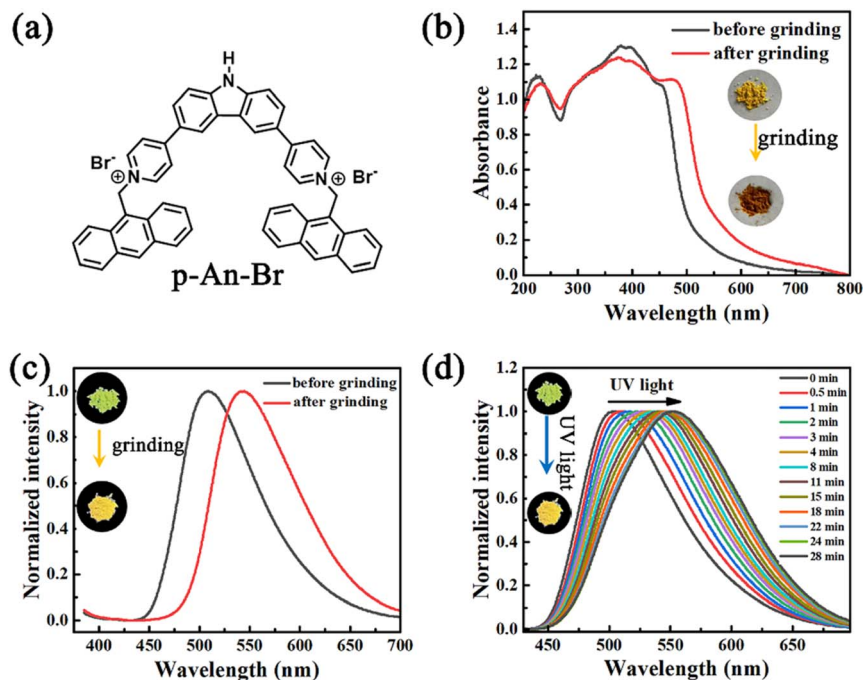 (a)
H
N
Br⁻
N
⊕
N
⊕
Br⁻
p-An-Br
(b)
before grinding
after grinding
grinding
Absorbance
1.4
1.2
1.0
0.8
0.6
0.4
0.2
0.0
200 300 400 500 600 700 800
Wavelength (nm)
(c)
before grinding
after grinding
grinding
Normalized intensity
1.0
0.8
0.6
0.4
0.2
0.0
400 450 500 550 600 650 700
Wavelength (nm)
(d)
UV light
UV light
0 min
0.5 min
1 min
2 min
3 min
4 min
8 min
11 min
15 min
18 min
22 min
24 min
28 min
Normalized intensity
1.2
1.0
0.8
0.6
0.4
0.2
0.0
450 500 550 600 650
Wavelength (nm)